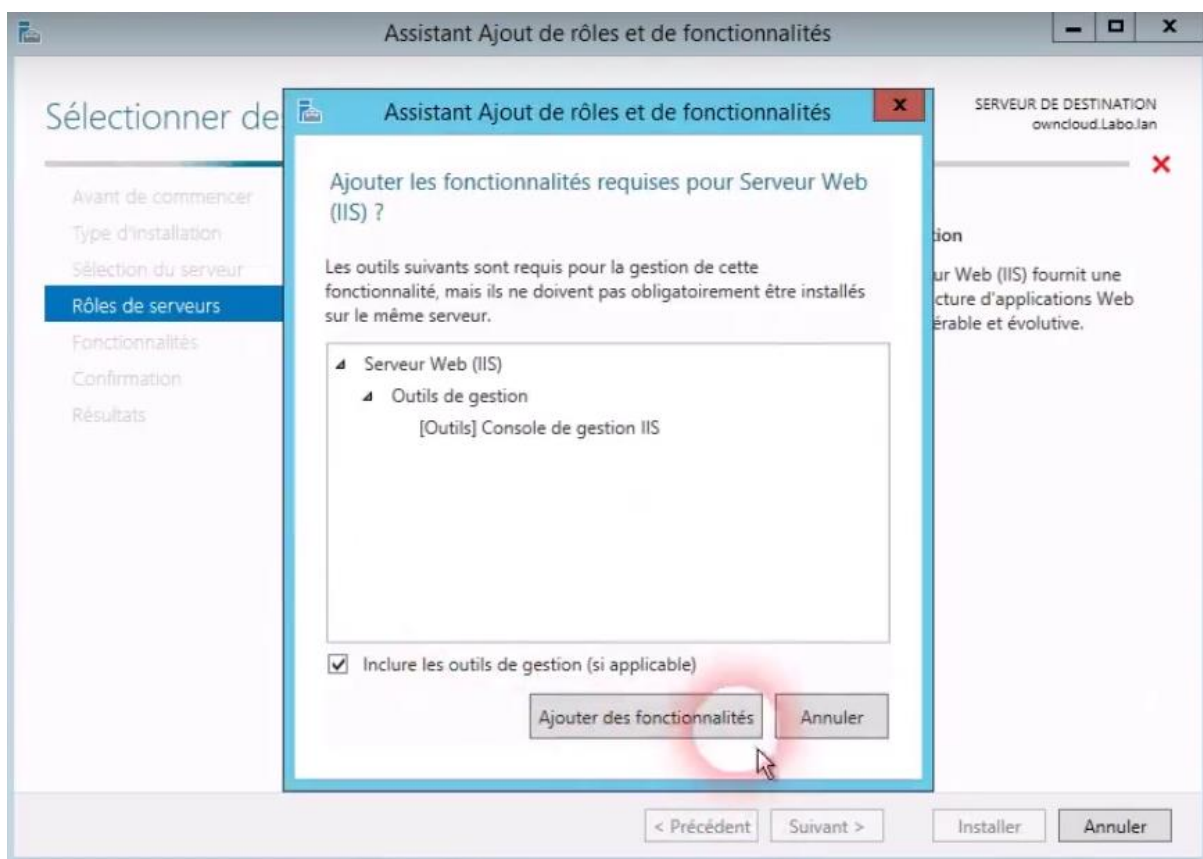 Assistant Ajout de rôles et de fonctionnalités
Sélectionner de
SERVEUR DE DESTINATION
owncloud.Labo.lan
Avant de commencer
Type d'installation
Sélection du serveur
Rôles de serveurs
Fonctionnalités
Confirmation
Résultats
Assistant Ajout de rôles et de fonctionnalités
Ajouter les fonctionnalités requises pour Serveur Web
(IIS) ?
Les outils suivants sont requis pour la gestion de cette
fonctionnalité, mais ils ne doivent pas obligatoirement être installés
sur le même serveur.
Serveur Web (IIS)
Outils de gestion
[Outils] Console de gestion IIS
Inclure les outils de gestion (si applicable)
Ajouter des fonctionnalités
Annuler
tion
ur Web (IIS) fournit une
cture d'applications Web
érable et évolutive.
< Précédent
Suivant >
Installer
Annuler